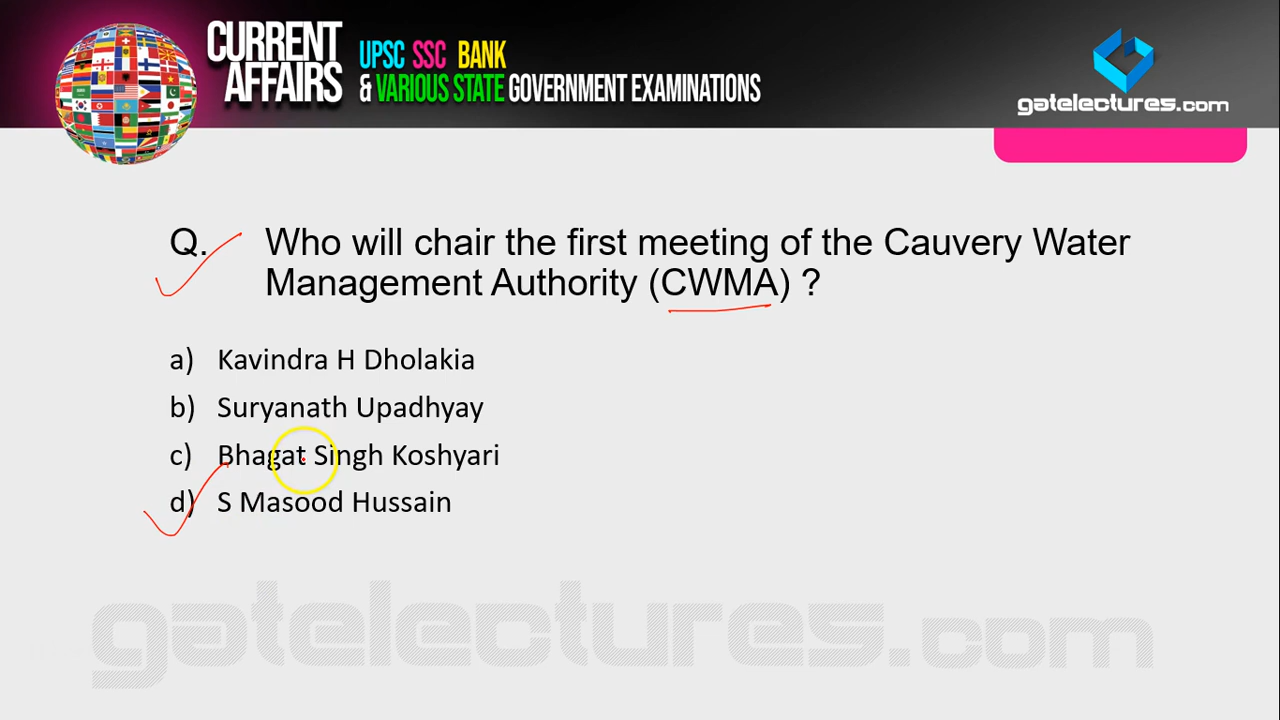 CURRENT
AFFAIRS
UPSC SSC BANK
& VARIOUS STATE GOVERNMENT EXAMINATIONS
gatelectures.com
Q. Who will chair the first meeting of the Cauvery Water
Management Authority (CWMA) ?
a) Kavindra H Dholakia
b) Suryanath Upadhyay
c) Bhagat Singh Koshyari
d) S Masood Hussain
gatelectures.com